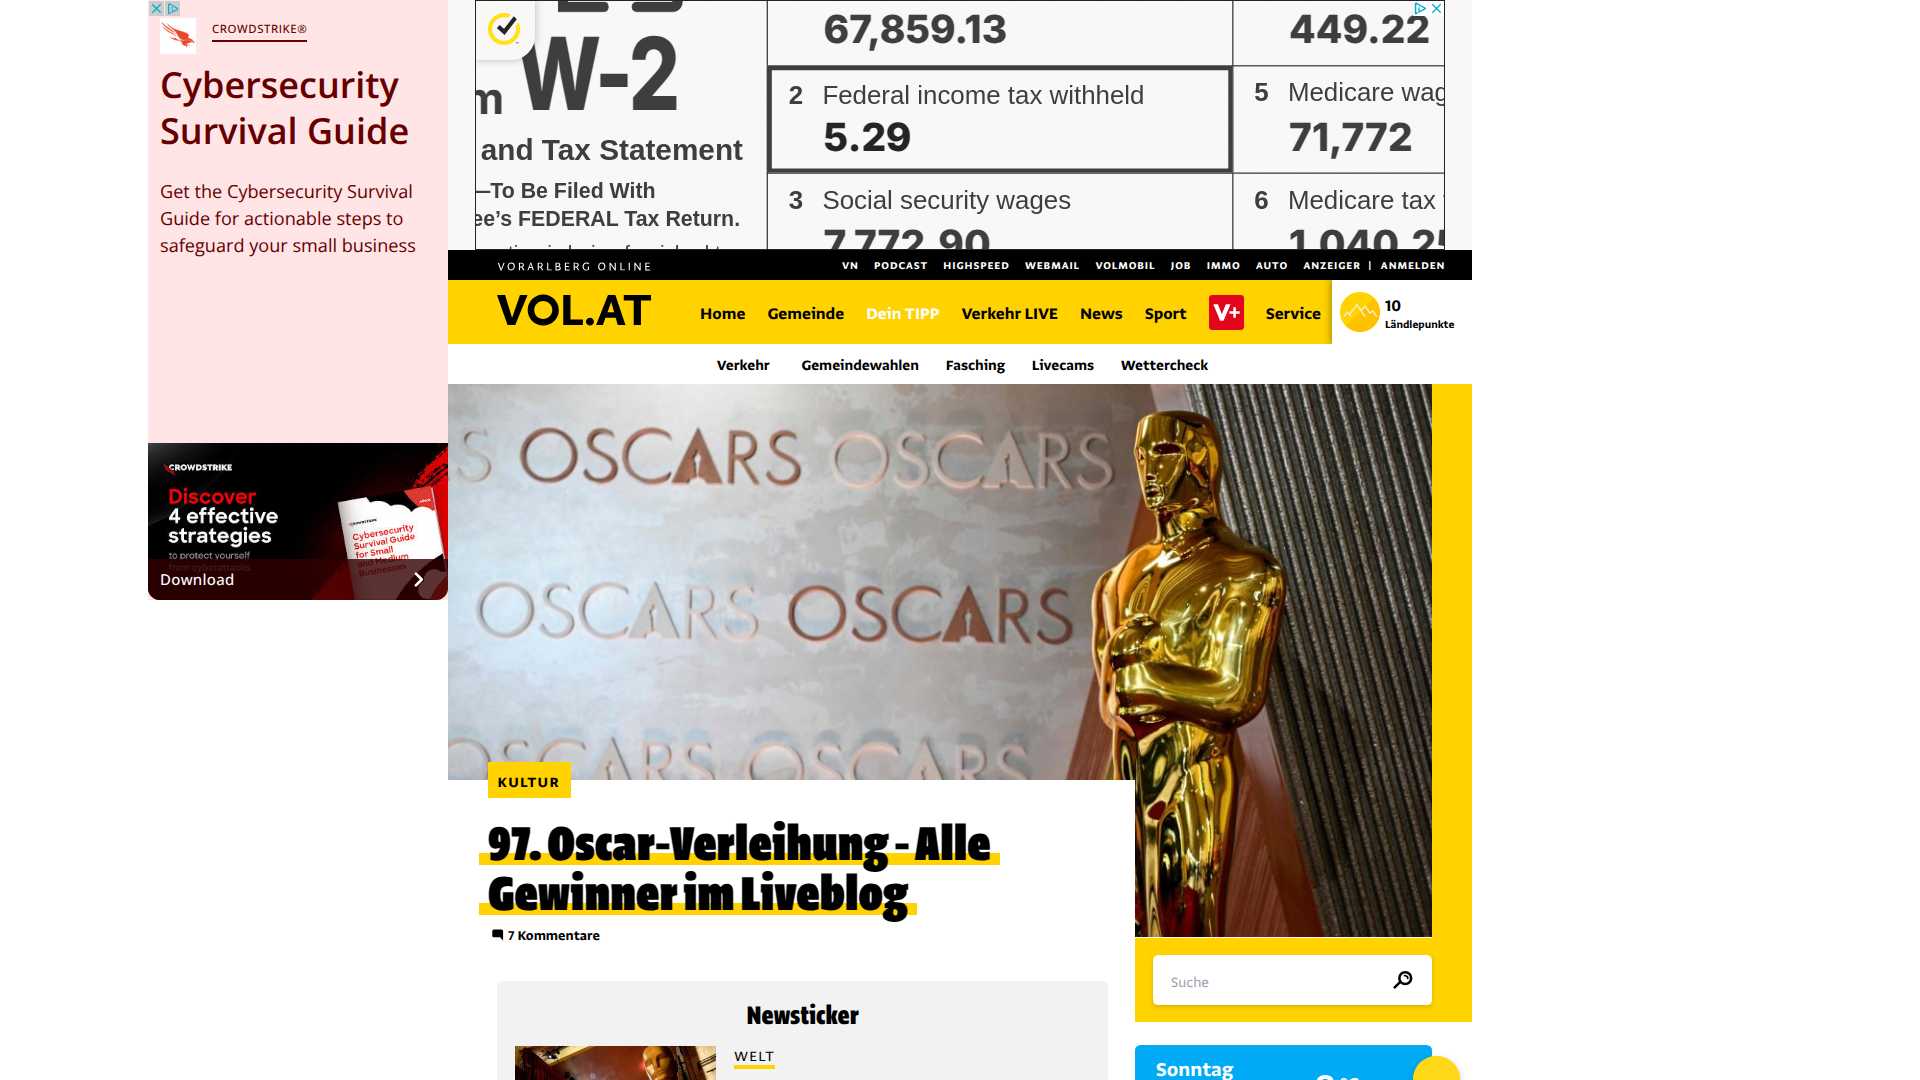 CROWDSTRIKE®
Cybersecurity
Survival Guide
Get the Cybersecurity Survival
Guide for actionable steps to
safeguard your small business
CROWDSTRIKE
Discover
4 effective
strategies
to protect yourself
from cyberattacks
Cybersecurity
Survival Guide
for Small
and Medium
Businesses
Download
W-2
and Tax Statement
—To Be Filed With
ee's FEDERAL Tax Return.
67,859.13
449.22
2 Federal income tax withheld
5.29
5 Medicare wag
71,772
3 Social security wages
7,772.90
6 Medicare tax
1,040.25
VORARLBERG ONLINE
VN PODCAST HIGHSPEED WEBMAIL VOLMOBIL JOB IMMO AUTO ANZEIGER | ANMELDEN
VOL.AT
Home Gemeinde Dein TIPP Verkehr LIVE News Sport V+ Service
10
Ländlepunkte
Verkehr Gemeindewahlen Fasching Livecams Wettercheck
S OSCARS OSCARS
OSCARS OSCARS
OSCARS OSCARS
KULTUR
97. Oscar-Verleihung - Alle
Gewinner im Liveblog
7 Kommentare
Suche
Newsticker
WELT
Sonntag